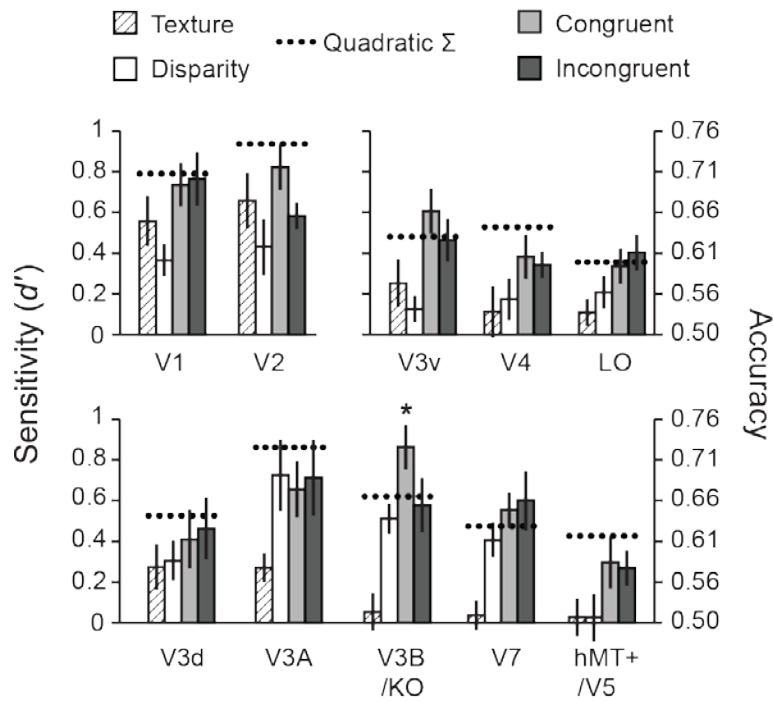 Texture
Disparity
Quadratic Σ
Congruent
Incongruent
Sensitivity (d′)
Accuracy
1
0.8
0.6
0.4
0.2
0
V1 V2
0.76
0.71
0.66
0.61
0.56
0.50
V3v V4 LO
1
0.8
0.6
0.4
0.2
0
*
0.76
0.71
0.66
0.61
0.56
0.50
V3d V3A V3B V7 hMT+
/KO /V5